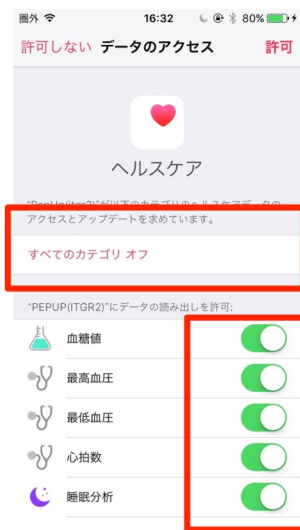 圏外 16:32 80%
許可しない データのアクセス 許可
ヘルスケア
"PepUp(itgr2)"が以下のカテゴリのヘルスケアデータの
アクセスとアップデートを求めています。
すべてのカテゴリ オフ
"PEPUP(ITGR2)"にデータの読み出しを許可:
血糖値
最高血圧
最低血圧
心拍数
睡眠分析